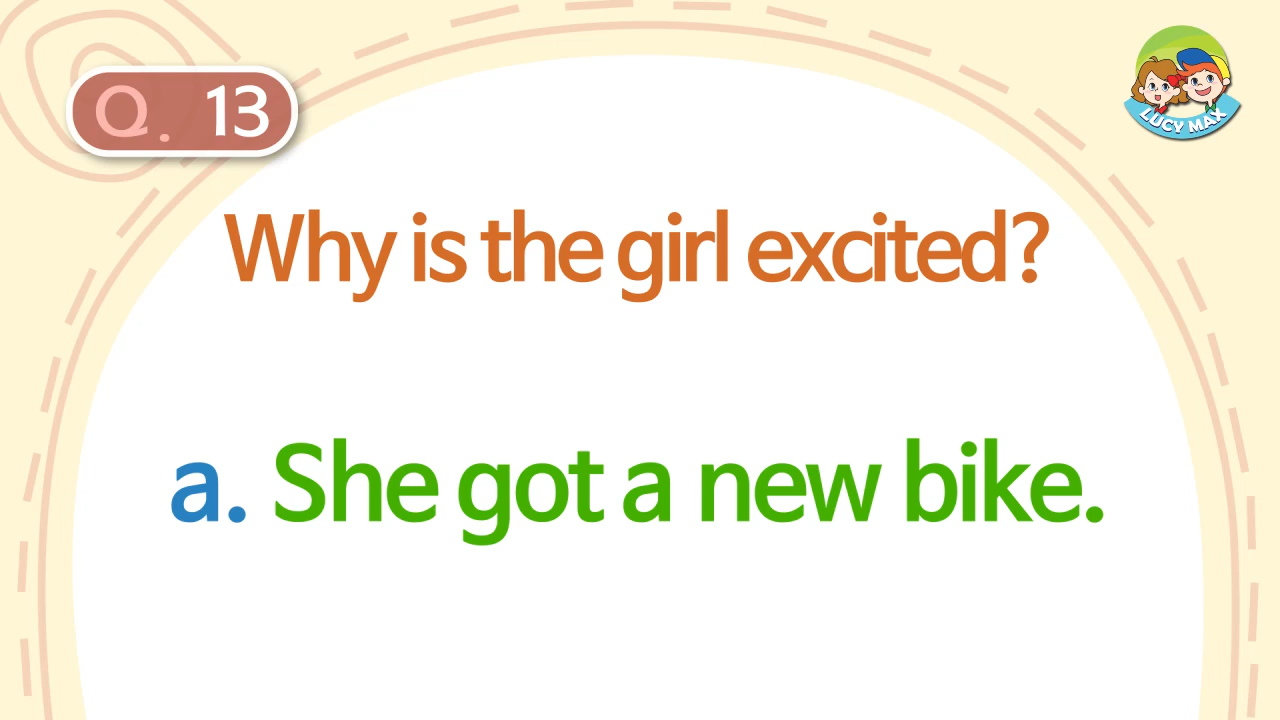 Q. 13
LUCY MAX
Why is the girl excited?
a. She got a new bike.